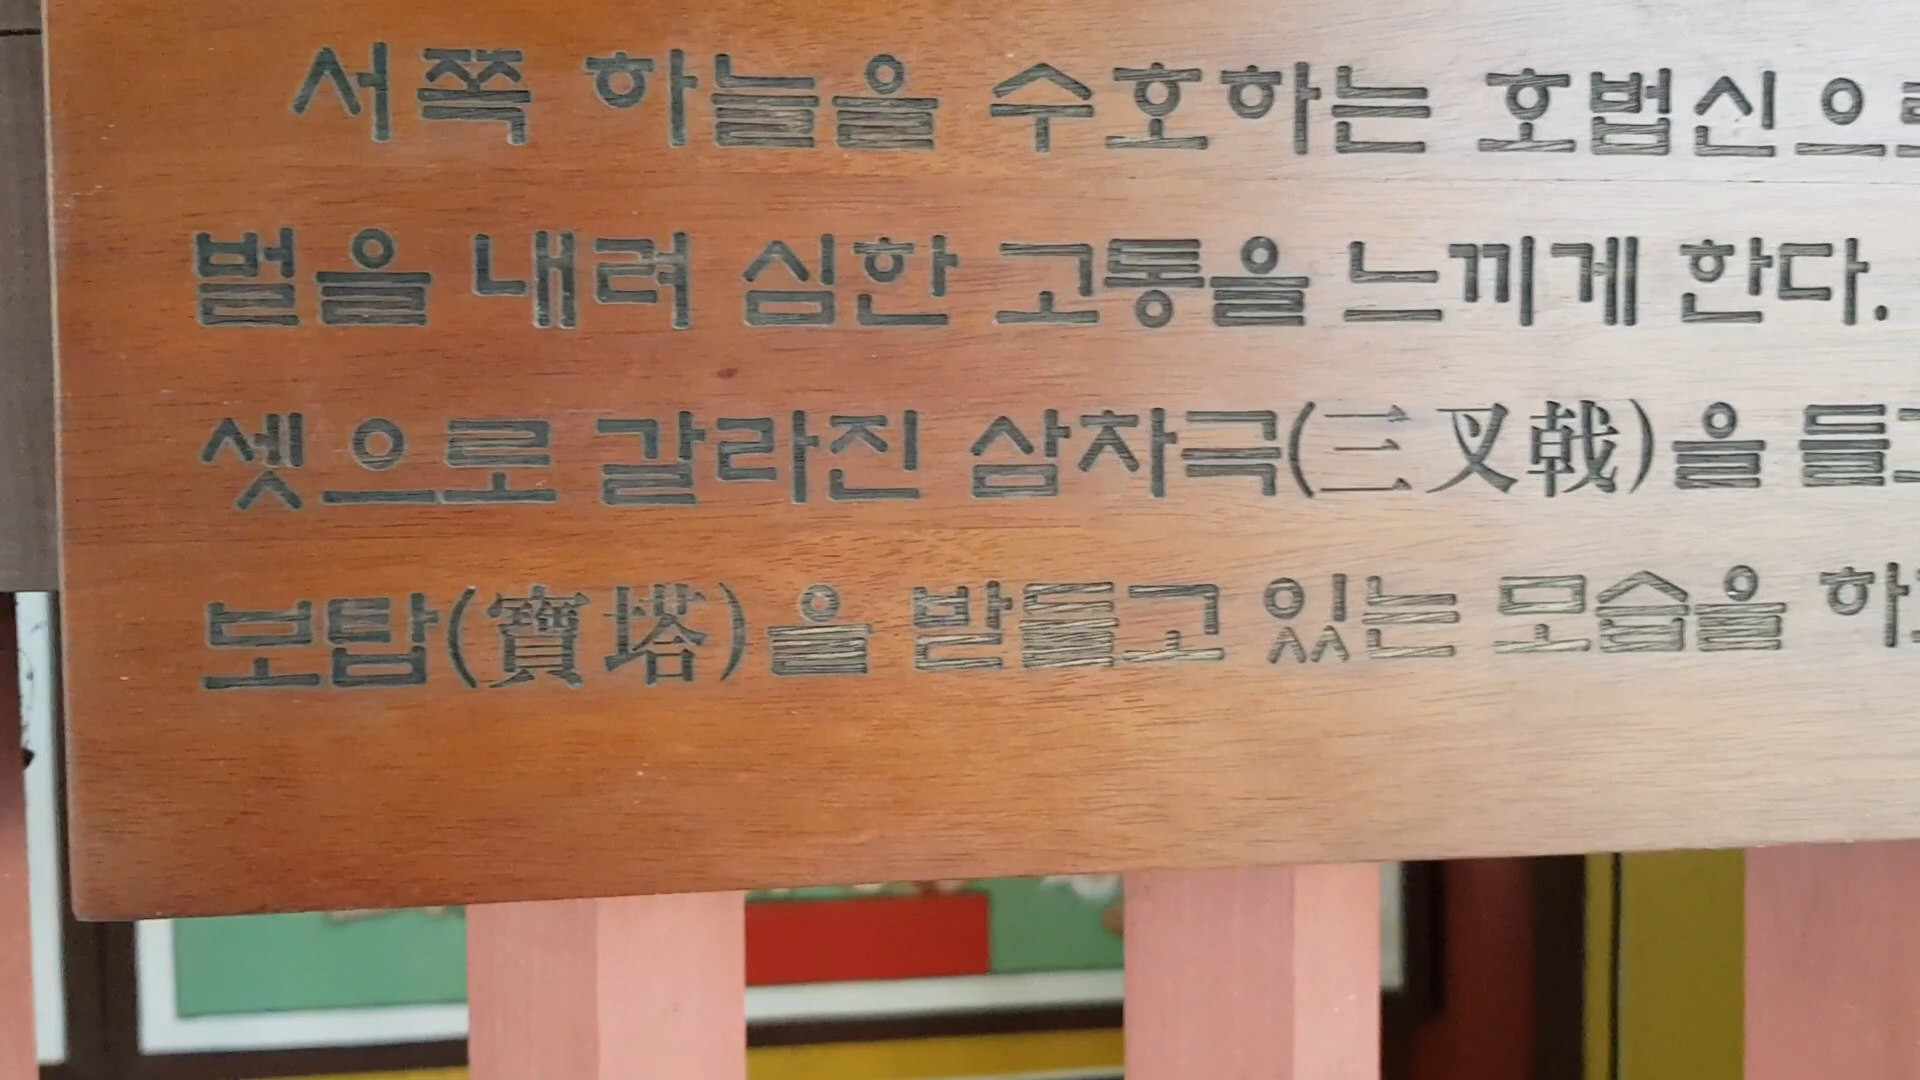 서쪽 하늘을 수호하는 호법신으로
벌을 내려 심한 고통을 느끼게 한다.
셋으로 갈라진 삼차극(三叉戟)을 들고
보탑(寶塔)을 받들고 있는 모습을